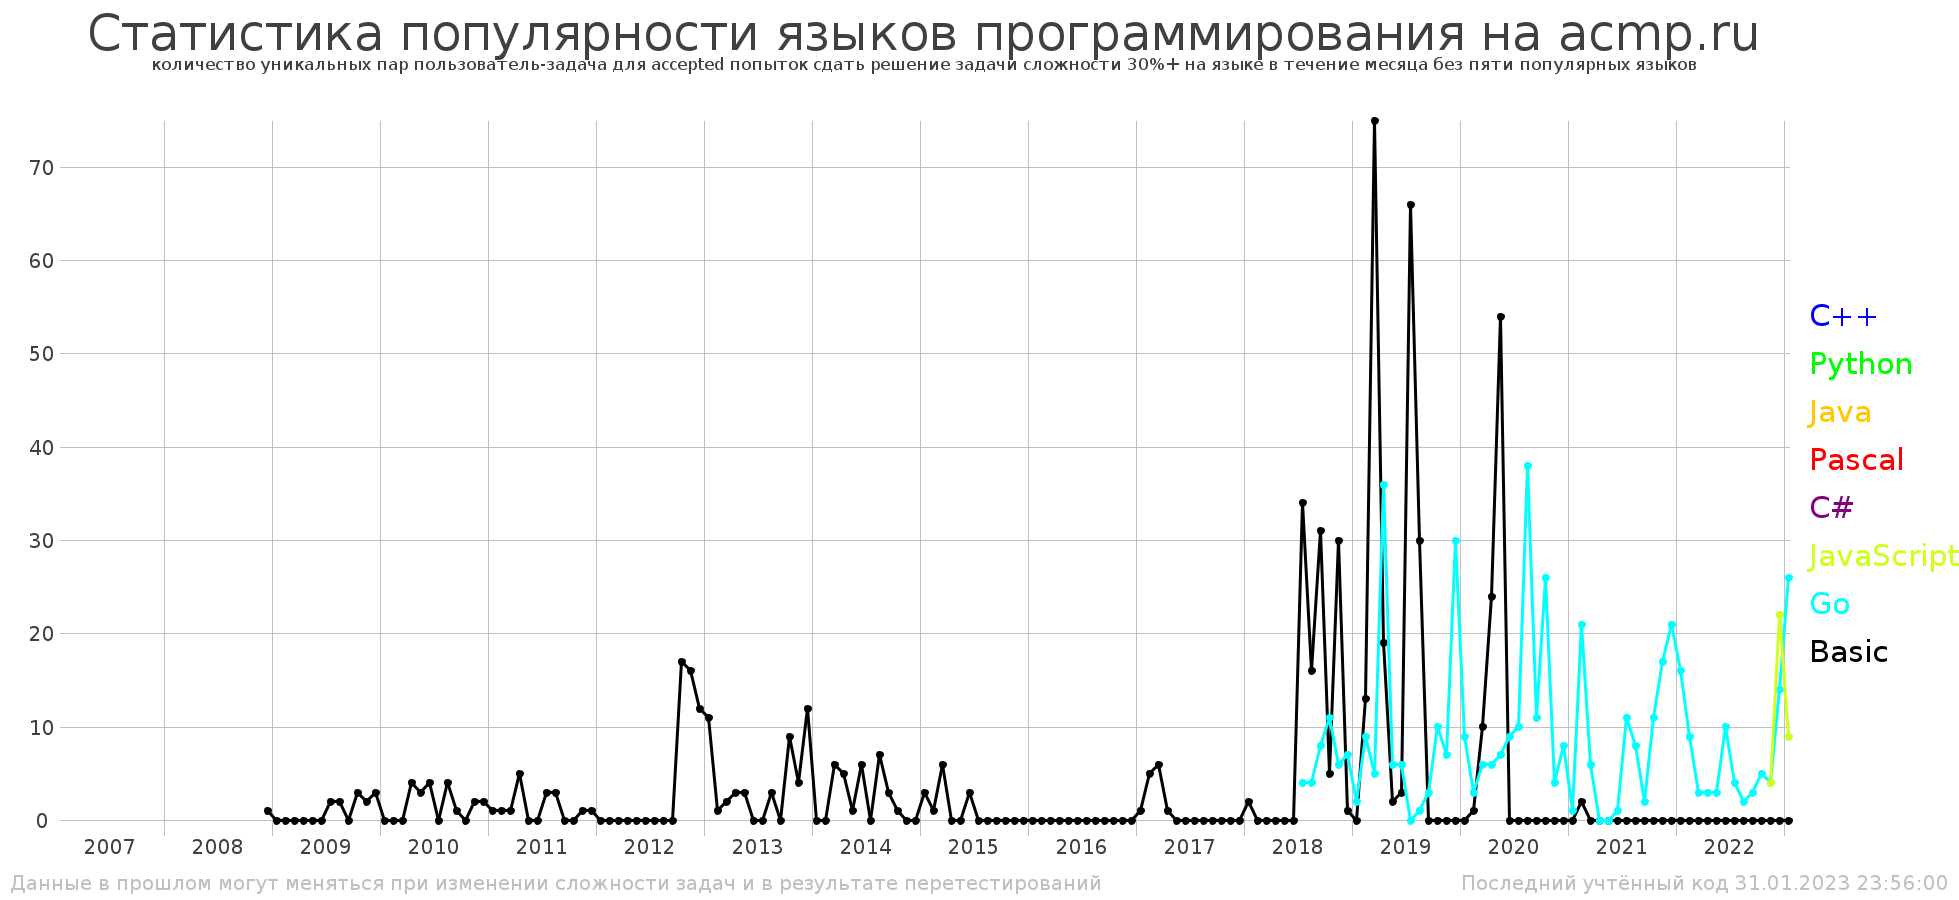 Статистика популярности языков программирования на acmp.ru
количество уникальных пар пользователь-задача для accepted попыток сдать решение задачи сложности 30%+ на языке в течение месяца без пяти популярных языков
70
60
50
40
30
20
10
0
C++
Python
Java
Pascal
C#
JavaScript
Go
Basic
2007 2008 2009 2010 2011 2012 2013 2014 2015 2016 2017 2018 2019 2020 2021 2022
Данные в прошлом могут меняться при изменении сложности задач и в результате перетестирований
Последний учтённый код 31.01.2023 23:56:00